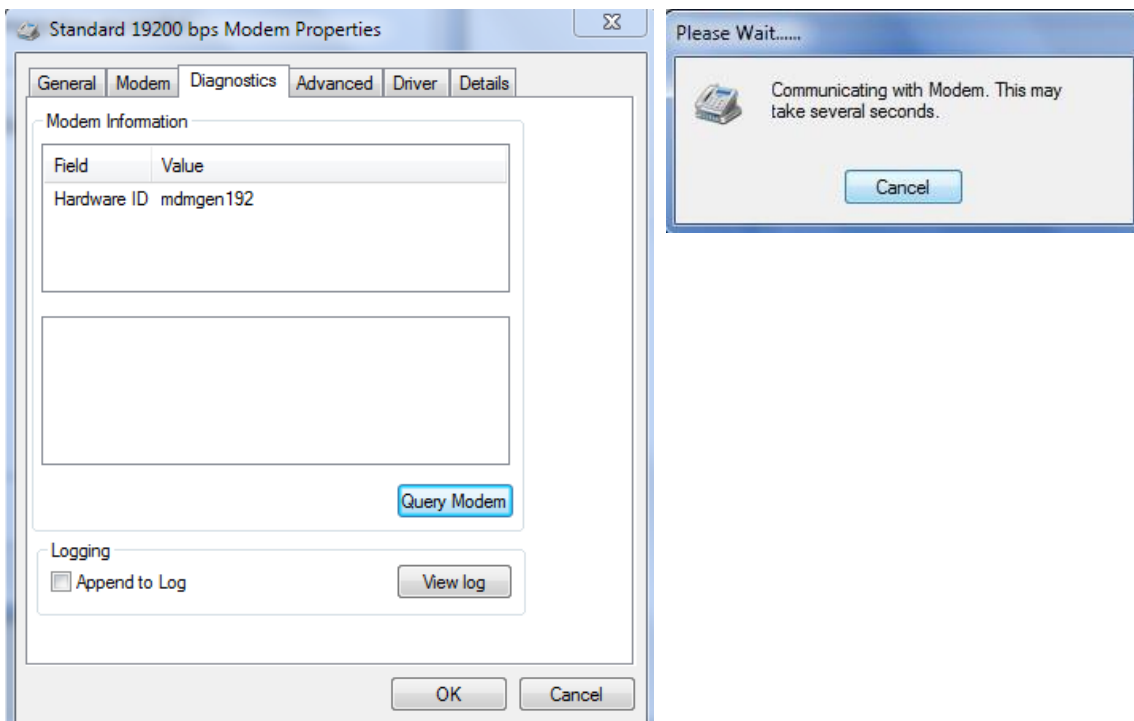 Standard 19200 bps Modem Properties
General Modem Diagnostics Advanced Driver Details
Modem Information
Field Value
Hardware ID mdmgen192
Query Modem
Logging
Append to Log View log
OK Cancel
Please Wait......
Communicating with Modem. This may
take several seconds.
Cancel